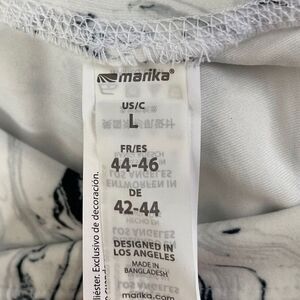 marika®
US/C
L
FR/ES
44-46
DE
42-44
DESIGNED IN
LOS ANGELES
MADE IN
BANGLADESH
marika.com
liéster. Exclusivo de decoración.